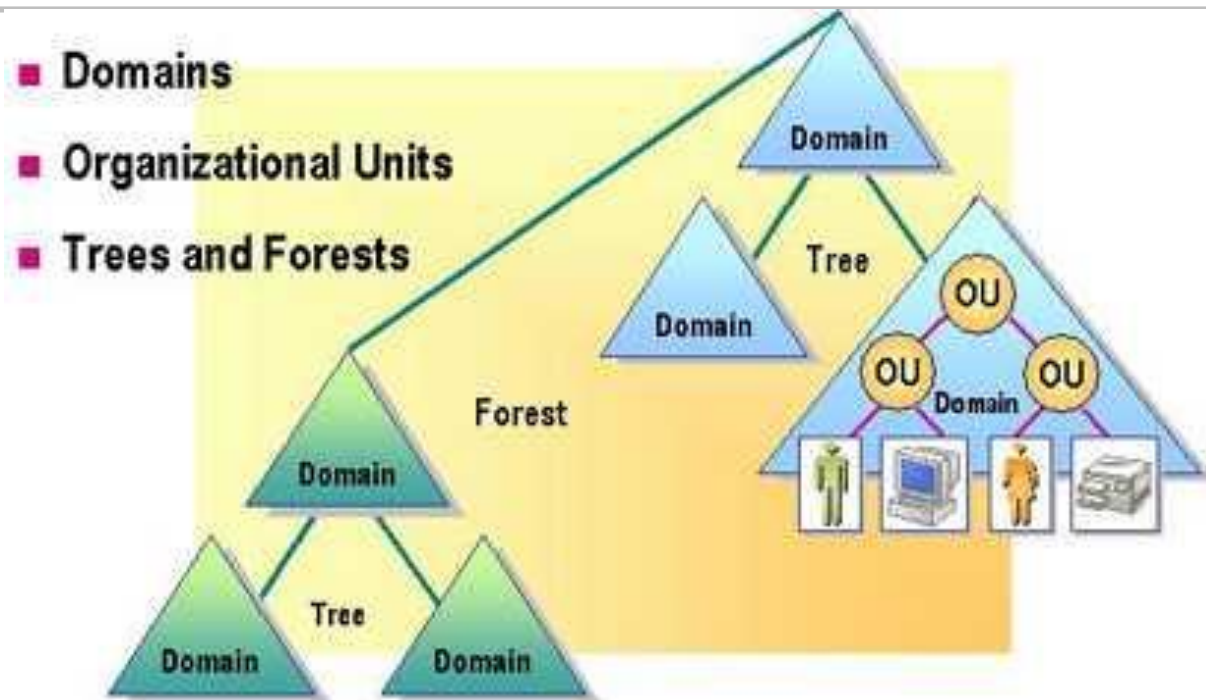 Domains
Organizational Units
Trees and Forests
Domain
Domain
Tree
OU
OU
OU
Domain
Forest
Domain
Tree
Domain
Domain